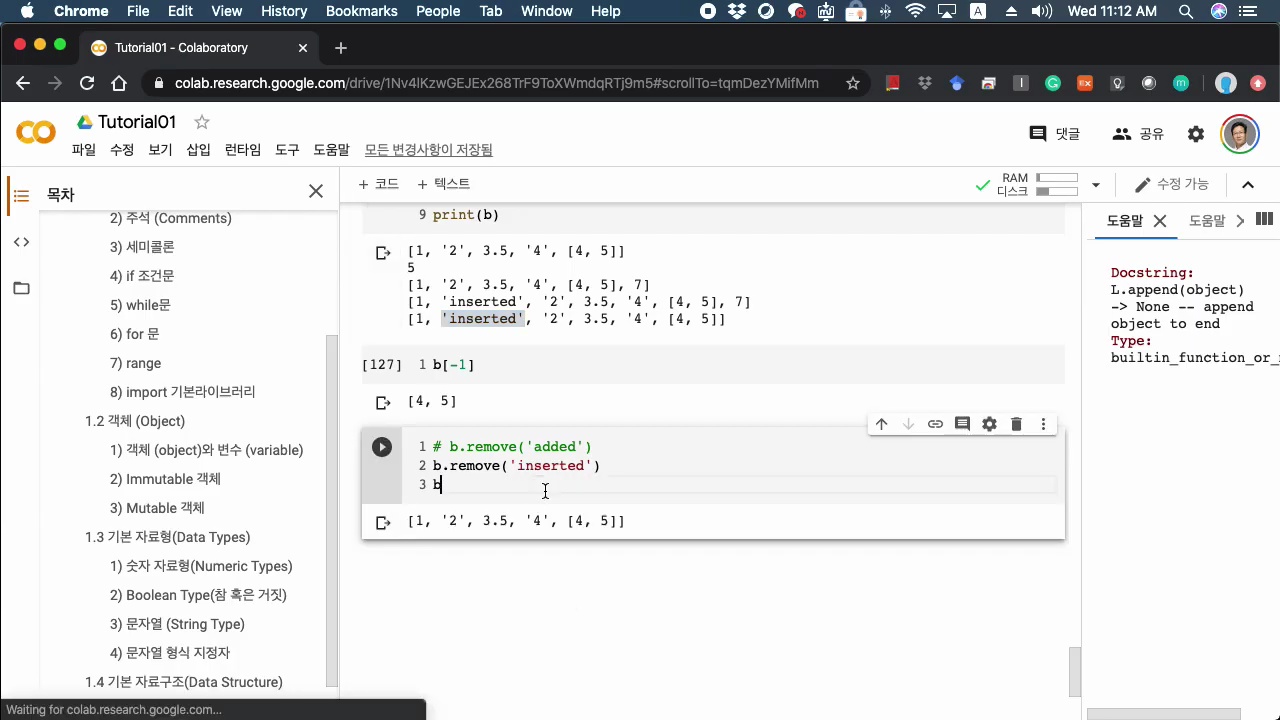 Chrome File Edit View History Bookmarks People Tab Window Help A Wed 11:12 AM
Tutorial01 - Colaboratory
colab.research.google.com/drive/1Nv4lKzwGEJEx268TrF9ToXWmdqRTj9m5#scrollTo=tqmDezYMifMm
Tutorial01
댓글 공유
파일 수정 보기 삽입 런타임 도구 도움말 모든 변경사항이 저장됨
목차
+ 코드 + 텍스트
RAM
디스크
수정 가능
2) 주석 (Comments)
3) 세미콜론
4) if 조건문
5) while문
6) for 문
7) range
8) import 기본라이브러리
1.2 객체 (Object)
1) 객체 (object)와 변수 (variable)
2) Immutable 객체
3) Mutable 객체
1.3 기본 자료형(Data Types)
1) 숫자 자료형(Numeric Types)
2) Boolean Type(참 혹은 거짓)
3) 문자열 (String Type)
4) 문자열 형식 지정자
1.4 기본 자료구조(Data Structure)
9 print(b)
[1, '2', 3.5, '4', [4, 5]]
5
[1, '2', 3.5, '4', [4, 5], 7]
[1, 'inserted', '2', 3.5, '4', [4, 5], 7]
[1, 'inserted', '2', 3.5, '4', [4, 5]]
[127] 1 b[-1]
[4, 5]
1 # b.remove('added')
2 b.remove('inserted')
3 b
[1, '2', 3.5, '4', [4, 5]]
도움말 도움말
Docstring:
L.append(object)
-> None -- append
object to end
Type:
builtin_function_or_
Waiting for colab.research.google.com...